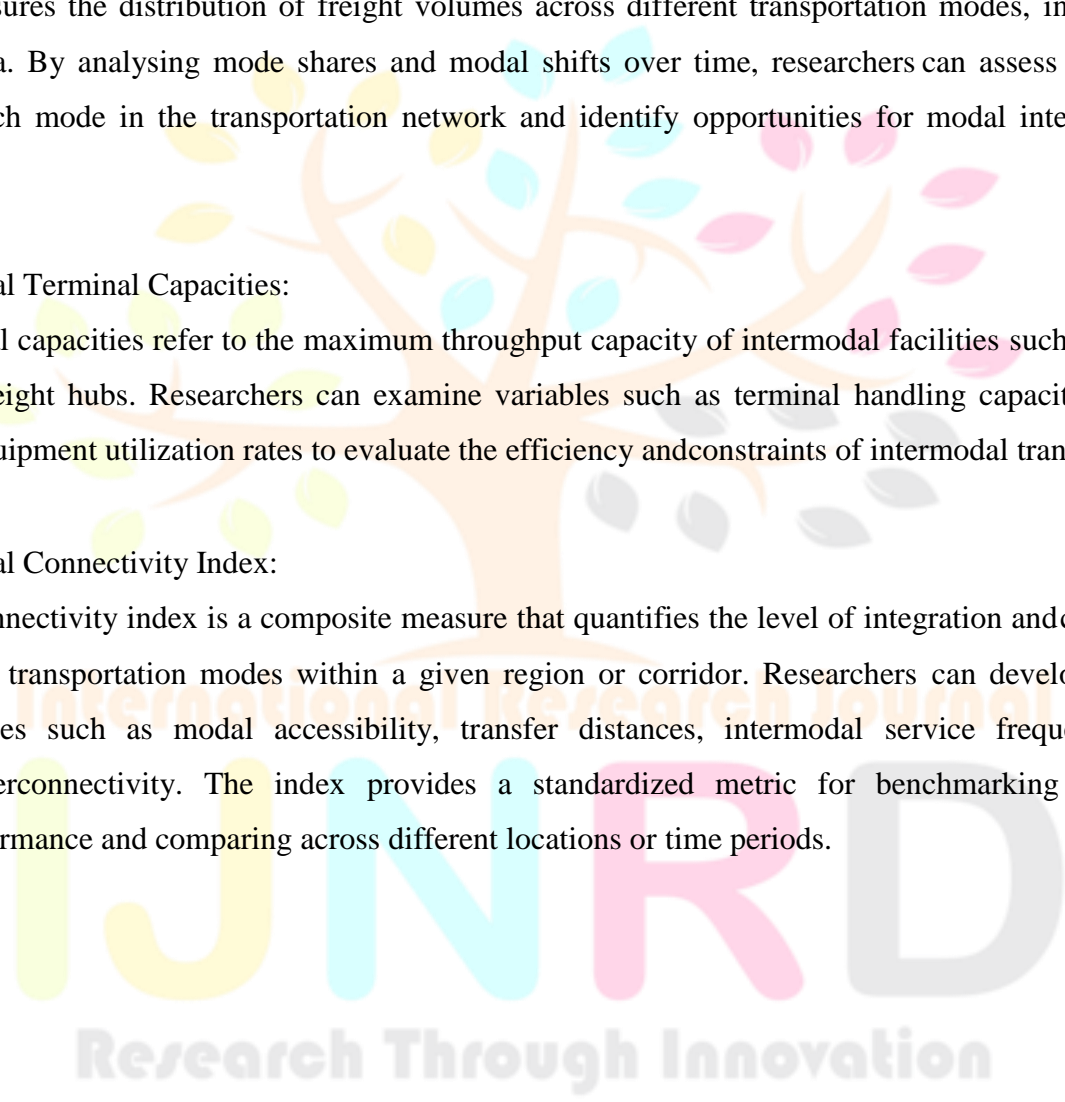 sures the distribution of freight volumes across different transportation modes, in
a. By analysing mode shares and modal shifts over time, researchers can assess
ch mode in the transportation network and identify opportunities for modal inte
al Terminal Capacities:
l capacities refer to the maximum throughput capacity of intermodal facilities such
eight hubs. Researchers can examine variables such as terminal handling capacit
uipment utilization rates to evaluate the efficiency andconstraints of intermodal tran
al Connectivity Index:
nnectivity index is a composite measure that quantifies the level of integration and
transportation modes within a given region or corridor. Researchers can develo
International Research Journal
es such as modal accessibility, transfer distances, intermodal service frequ
erconnectivity. The index provides a standardized metric for benchmarking
rmance and comparing across different locations or time periods.
IJNRD
Research Through Innovation